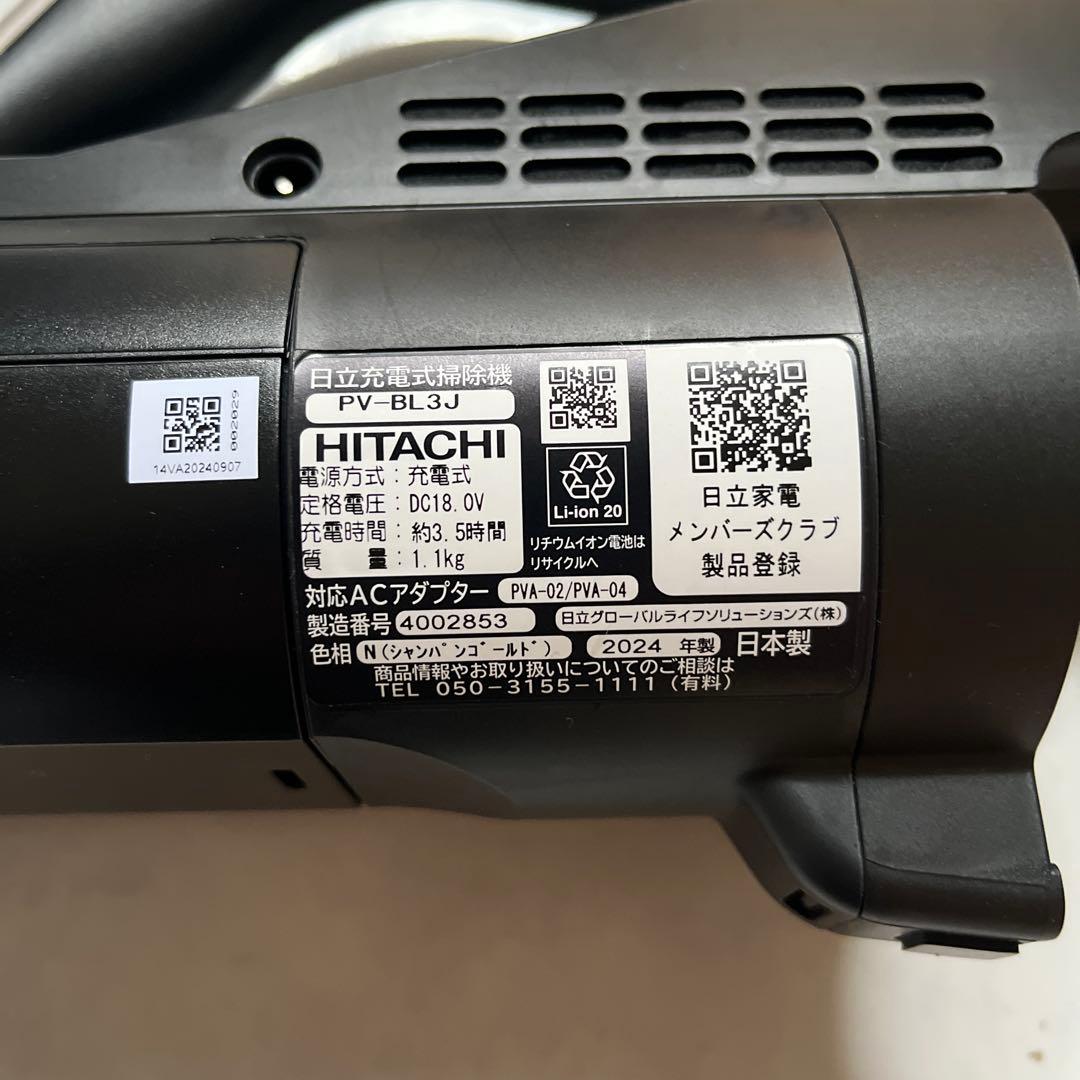 002029
14VA20240907
日立充電式掃除機
PV-BL3J
HITACHI
電源方式：充電式
定格電圧：DC18.0V
充電時間：約3.5時間
質　　量：1.1kg
Li-ion 20
リチウムイオン電池は
リサイクルへ
日立家電
メンバーズクラブ
製品登録
対応ACアダプター PVA-02/PVA-04
製造番号 4002853 日立グローバルライフソリューションズ(株)
色相 N(シャンパンゴールド) 2024 年製 日本製
商品情報やお取り扱いについてのご相談は
TEL 050-3155-1111 (有料)